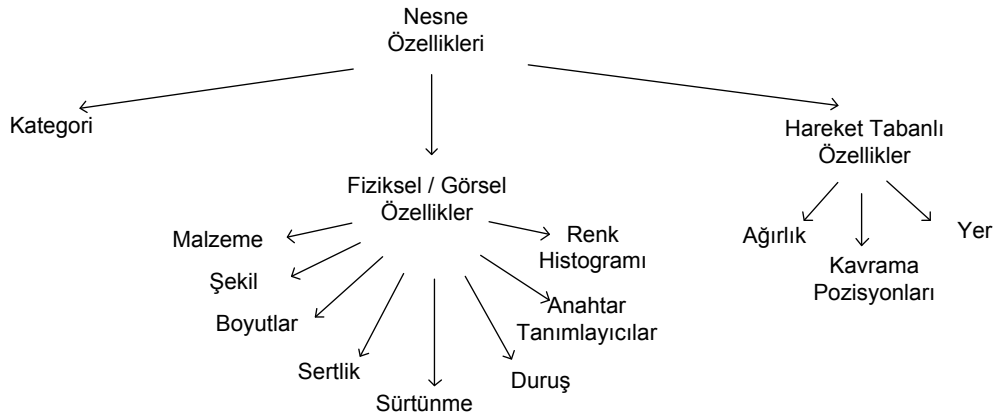 Nesne
Özellikleri
Kategori
Hareket Tabanlı
Özellikler
Fiziksel / Görsel
Özellikler
Malzeme
Renk
Histogramı
Ağırlık
Yer
Şekil
Kavrama
Pozisyonları
Boyutlar
Anahtar
Tanımlayıcılar
Sertlik
Duruş
Sürtünme